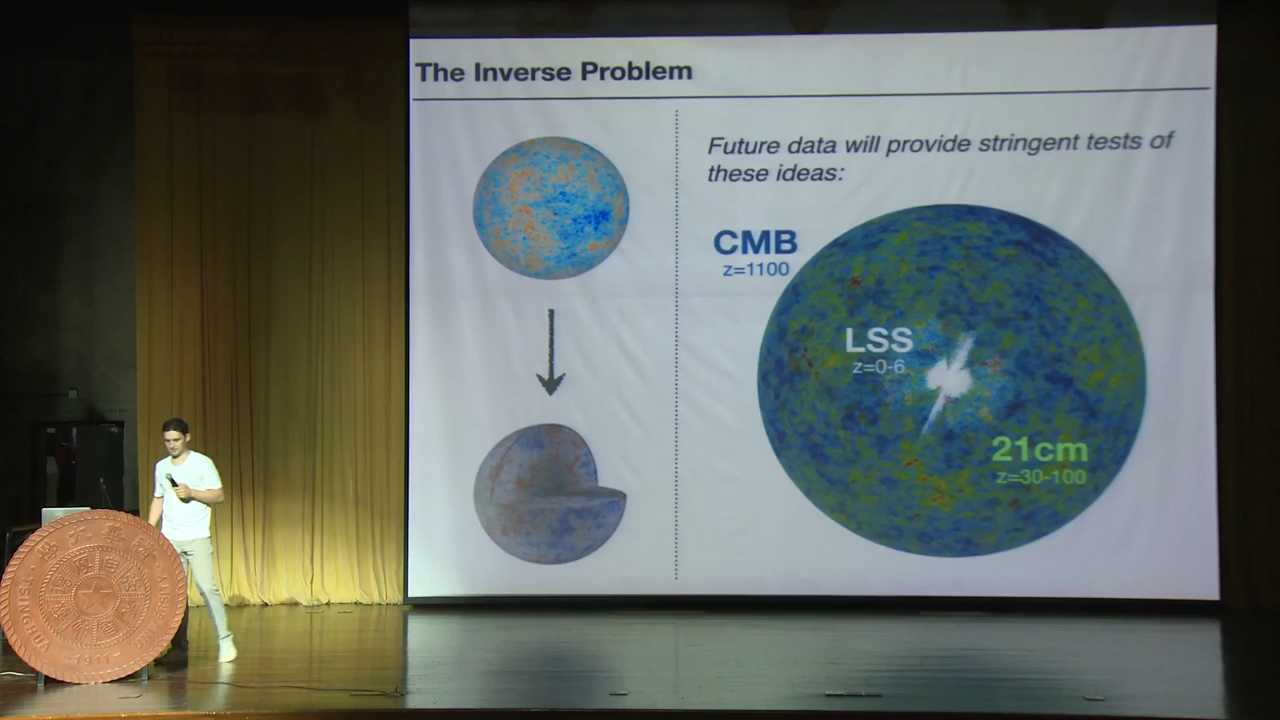 The Inverse Problem
Future data will provide stringent tests of
these ideas:
CMB
z=1100
LSS
z=0-6
21cm
z=30-100
TSINGHUA
-1911-